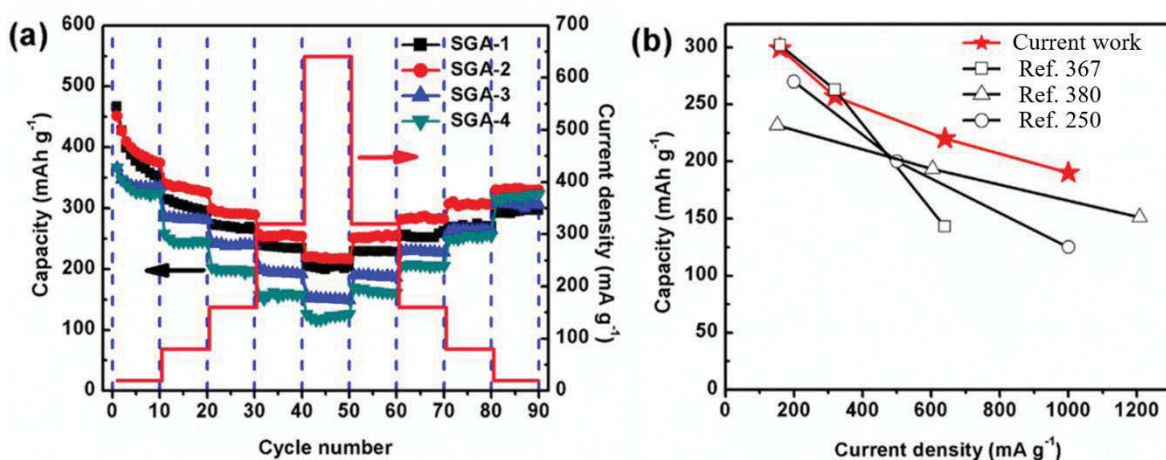 (a)
600
500
400
300
200
100
0
Capacity (mAh g⁻¹)
SGA-1
SGA-2
SGA-3
SGA-4
700
600
500
400
300
200
100
0
Current density (mA g⁻¹)
0 10 20 30 40 50 60 70 80 90
Cycle number
(b)
300
250
200
150
100
50
0
Capacity (mAh g⁻¹)
Current work
Ref. 367
Ref. 380
Ref. 250
0 200 400 600 800 1000 1200
Current density (mA g⁻¹)